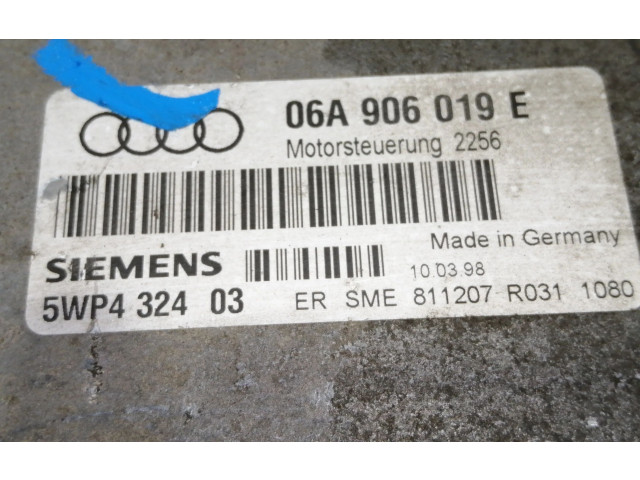 06A 906 019 E
Motorsteuerung 2256
Made in Germany
SIEMENS 10.03.98
5WP4 324 03 ER SME 811207 R031 1080